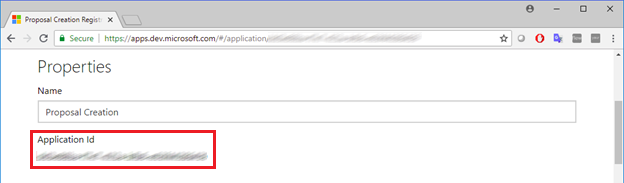 Proposal Creation Regist
Secure https://apps.dev.microsoft.com/#/application/
Properties
Name
Proposal Creation
Application Id